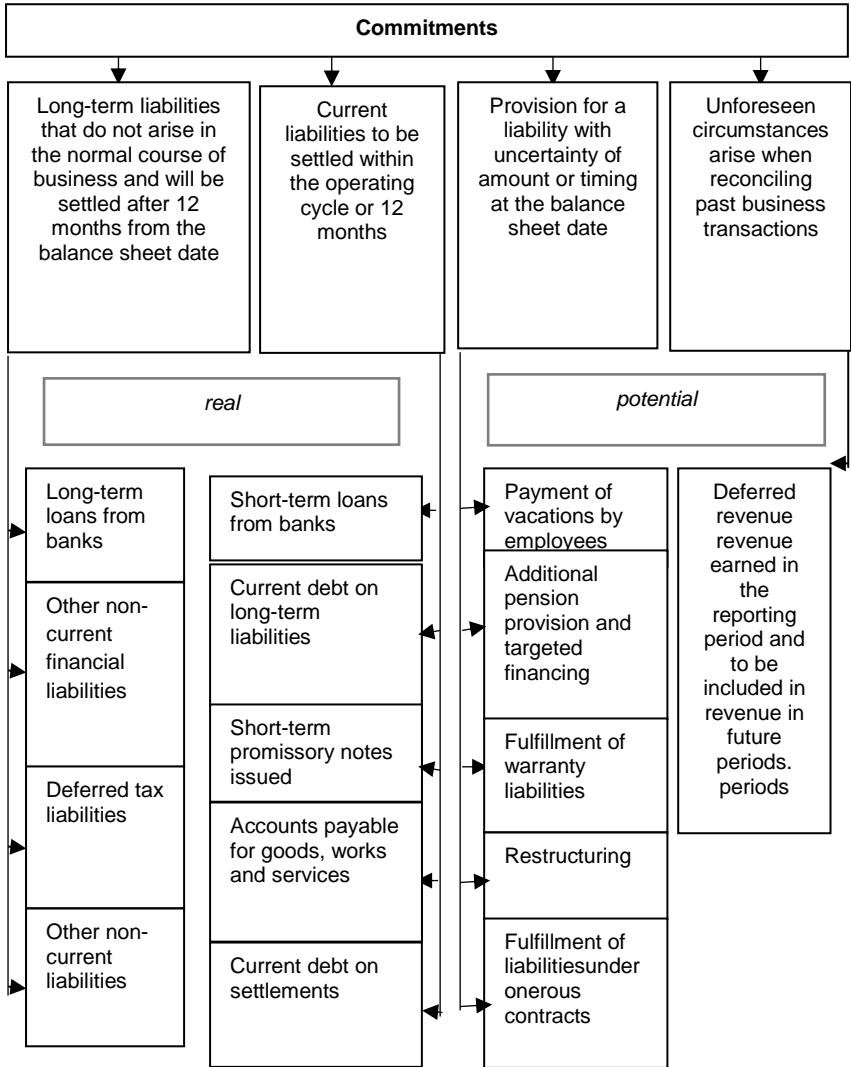 Commitments
Long-term liabilities
that do not arise in
the normal course of
business and will be
settled after 12
months from the
balance sheet date
Current
liabilities to be
settled within
the operating
cycle or 12
months
Provision for a
liability with
uncertainty of
amount or timing
at the balance
sheet date
Unforeseen
circumstances
arise when
reconciling
past business
transactions
real
potential
Long-term
loans from
banks
Other non-
current
financial
liabilities
Deferred tax
liabilities
Other non-
current
liabilities
Short-term loans
from banks
Current debt on
long-term
liabilities
Short-term
promissory notes
issued
Accounts payable
for goods, works
and services
Current debt on
settlements
Payment of
vacations by
employees
Additional
pension
provision and
targeted
financing
Fulfillment of
warranty
liabilities
Restructuring
Fulfillment of
liabilitiesunder
onerous
contracts
Deferred
revenue
revenue
earned in
the
reporting
period and
to be
included in
revenue in
future
periods.
periods